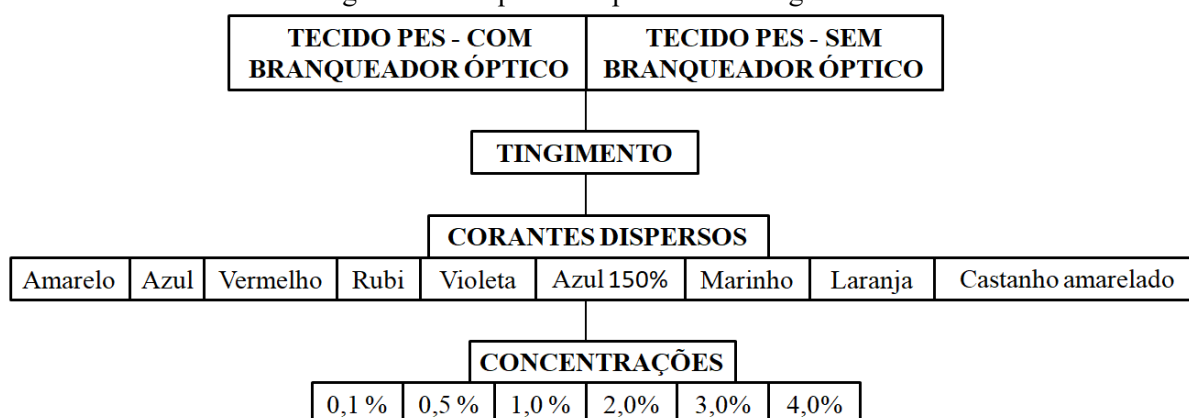 TECIDO PES - COM
BRANQUEADOR ÓPTICO
TECIDO PES - SEM
BRANQUEADOR ÓPTICO
TINGIMENTO
CORANTES DISPERSOS
Amarelo Azul Vermelho Rubi Violeta Azul 150% Marinho Laranja Castanho amarelado
CONCENTRAÇÕES
0,1 % 0,5 % 1,0 % 2,0% 3,0% 4,0%